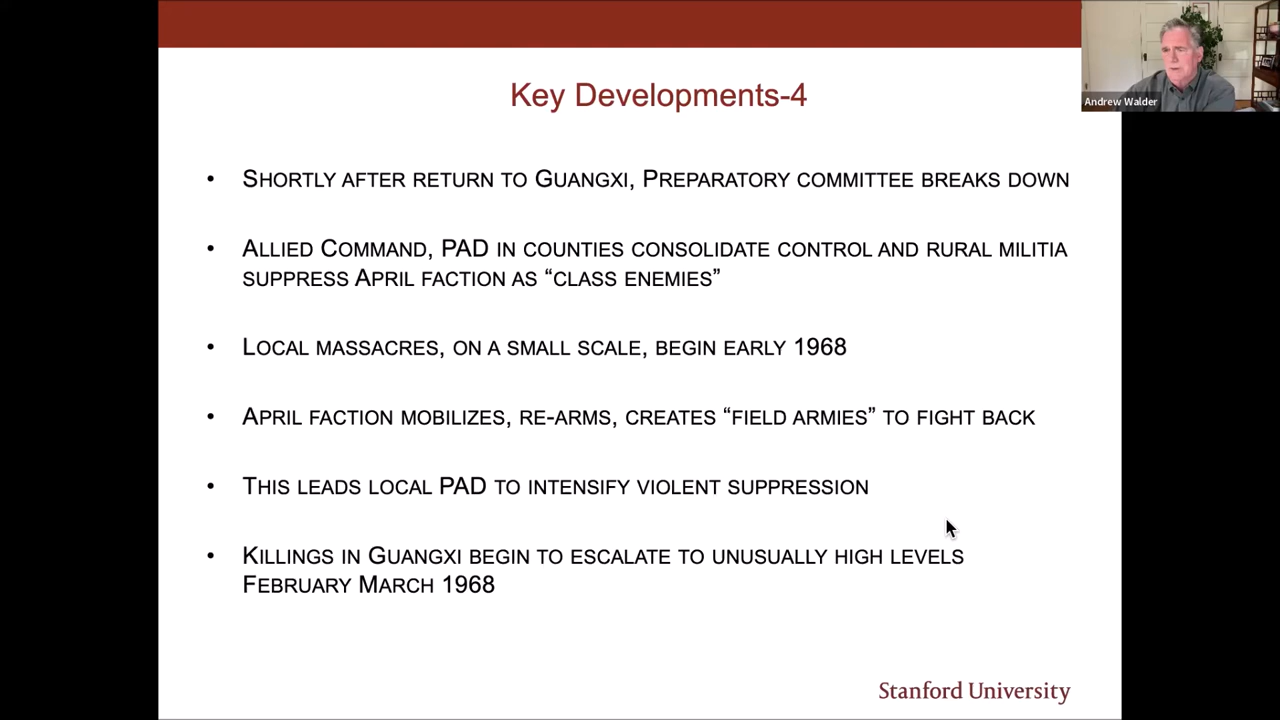 Key Developments-4
Andrew Walder
• Shortly after return to Guangxi, Preparatory committee breaks down
• Allied Command, PAD in counties consolidate control and rural militia
suppress April faction as “class enemies”
• Local massacres, on a small scale, begin early 1968
• April faction mobilizes, re-arms, creates “field armies” to fight back
• This leads local PAD to intensify violent suppression
• Killings in Guangxi begin to escalate to unusually high levels
February March 1968
Stanford University